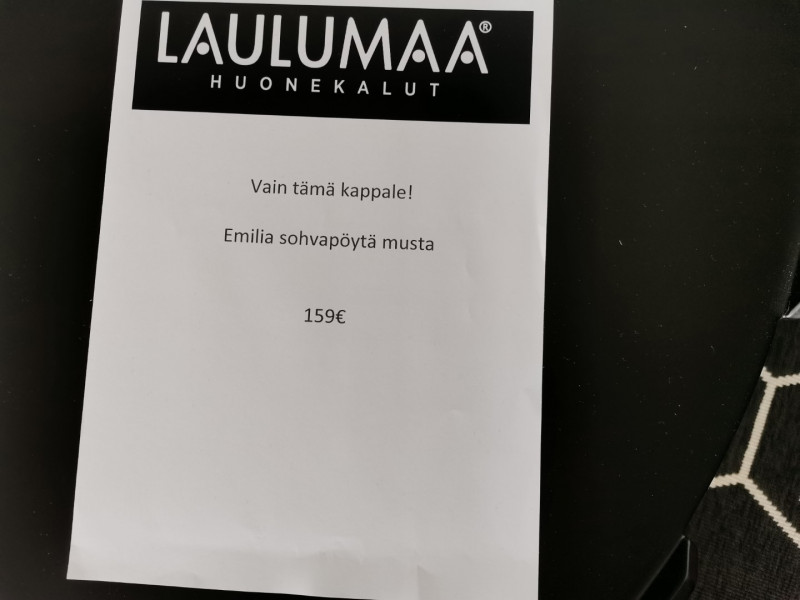 LAULUMAA®
HUONEKALUT
Vain tämä kappale!
Emilia sohvapöytä musta
159€